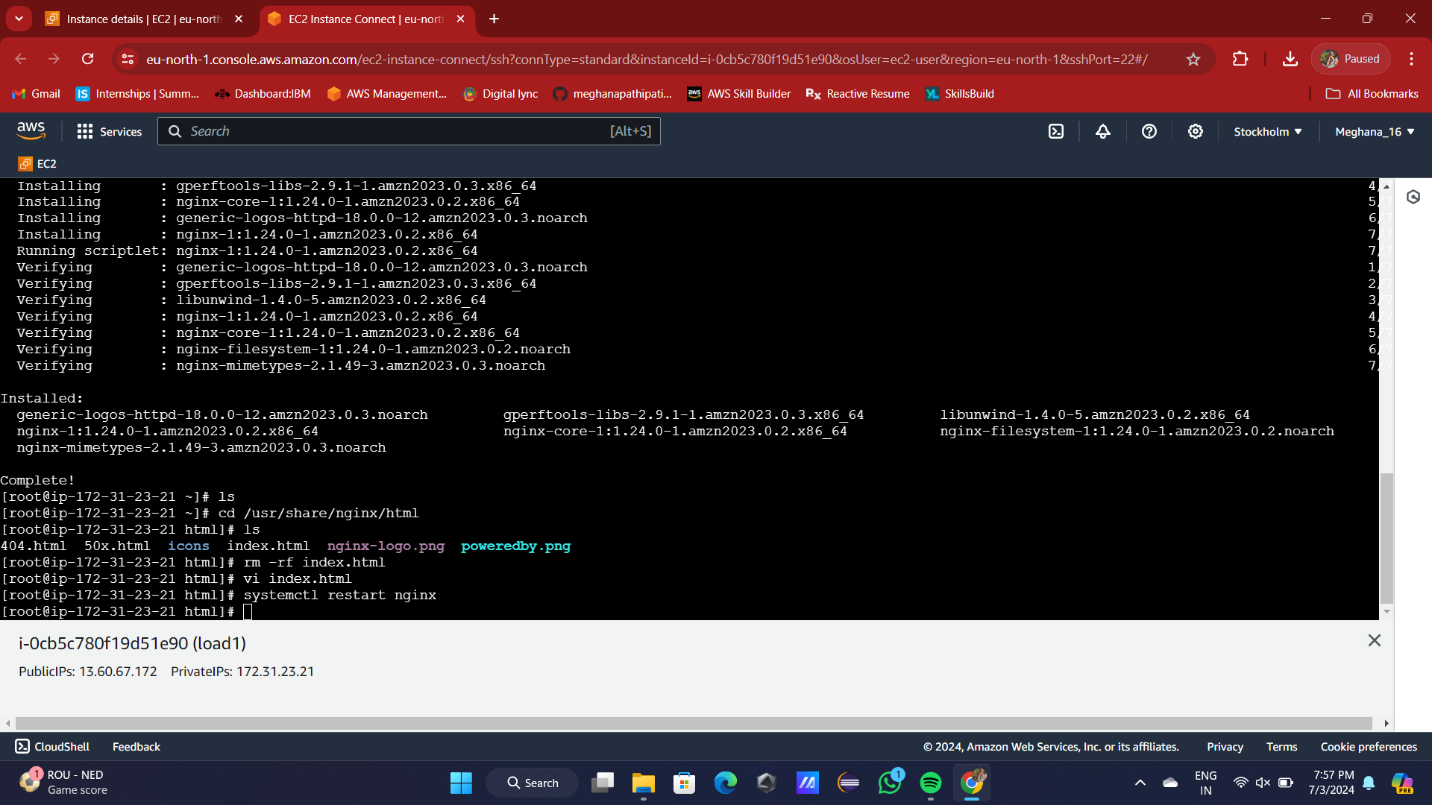 Instance details | EC2 | eu-north
EC2 Instance Connect | eu-nort
eu-north-1.console.aws.amazon.com/ec2-instance-connect/ssh?connType=standard&instanceId=i-0cb5c780f19d51e90&osUser=ec2-user&region=eu-north-1&sshPort=22#/
Paused
Gmail
Internships | Summ...
Dashboard:IBM
AWS Management...
Digital lync
meghanapathipati...
AWS Skill Builder
Reactive Resume
SkillsBuild
All Bookmarks
aws
Services
Search
[Alt+S]
Stockholm
Meghana_16
EC2
Installing : gperftools-libs-2.9.1-1.amzn2023.0.3.x86_64 4/
Installing : nginx-core-1:1.24.0-1.amzn2023.0.2.x86_64 5/
Installing : generic-logos-httpd-18.0.0-12.amzn2023.0.3.noarch 6/
Installing : nginx-1:1.24.0-1.amzn2023.0.2.x86_64 7/
Running scriptlet: nginx-1:1.24.0-1.amzn2023.0.2.x86_64 7/
Verifying : generic-logos-httpd-18.0.0-12.amzn2023.0.3.noarch 1/
Verifying : gperftools-libs-2.9.1-1.amzn2023.0.3.x86_64 2/
Verifying : libunwind-1.4.0-5.amzn2023.0.2.x86_64 3/
Verifying : nginx-1:1.24.0-1.amzn2023.0.2.x86_64 4/
Verifying : nginx-core-1:1.24.0-1.amzn2023.0.2.x86_64 5/
Verifying : nginx-filesystem-1:1.24.0-1.amzn2023.0.2.noarch 6/
Verifying : nginx-mimetypes-2.1.49-3.amzn2023.0.3.noarch 7/
Installed:
generic-logos-httpd-18.0.0-12.amzn2023.0.3.noarch gperftools-libs-2.9.1-1.amzn2023.0.3.x86_64 libunwind-1.4.0-5.amzn2023.0.2.x86_64
nginx-1:1.24.0-1.amzn2023.0.2.x86_64 nginx-core-1:1.24.0-1.amzn2023.0.2.x86_64 nginx-filesystem-1:1.24.0-1.amzn2023.0.2.noarch
nginx-mimetypes-2.1.49-3.amzn2023.0.3.noarch
Complete!
[root@ip-172-31-23-21 ~]# ls
[root@ip-172-31-23-21 ~]# cd /usr/share/nginx/html
[root@ip-172-31-23-21 html]# ls
404.html 50x.html icons index.html nginx-logo.png poweredby.png
[root@ip-172-31-23-21 html]# rm -rf index.html
[root@ip-172-31-23-21 html]# vi index.html
[root@ip-172-31-23-21 html]# systemctl restart nginx
[root@ip-172-31-23-21 html]#
i-0cb5c780f19d51e90 (load1)
PublicIPs: 13.60.67.172 PrivateIPs: 172.31.23.21
CloudShell
Feedback
© 2024, Amazon Web Services, Inc. or its affiliates.
Privacy
Terms
Cookie preferences
1
ROU - NED
Game score
Search
1
ENG
IN
7:57 PM
7/3/2024
PRE